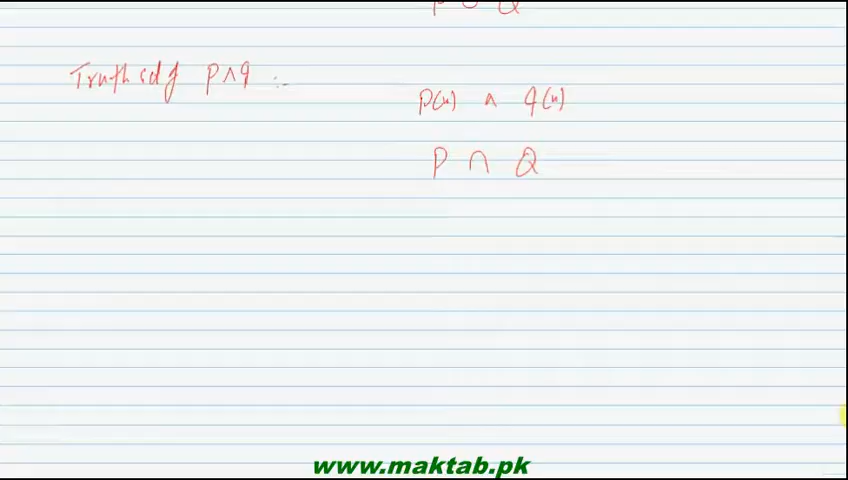 P ∪ Q
Truth set of p∧q :-
p(x) ∧ q(x)
P ∩ Q
www.maktab.pk